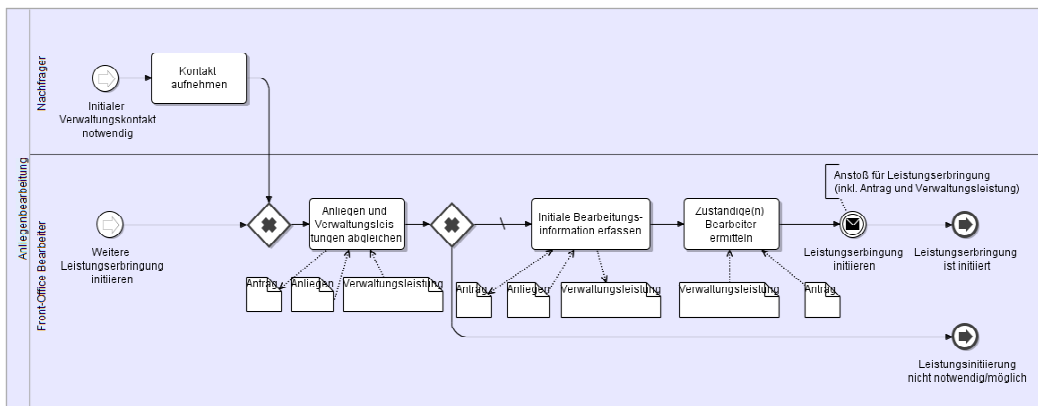 Anliegenbearbeitung
Nachfrager
Kontakt
aufnehmen
Initialer
Verwaltungskontakt
notwendig
Front-Office Bearbeiter
Anstoß für Leistungserbringung
(inkl. Antrag und Verwaltungsleistung)
Anliegen und
Verwaltungsleis
tungen abgleichen
Initiale Bearbeitungs-
information erfassen
Zuständige(n)
Bearbeiter
ermitteln
Weitere
Leistungserbringung
initiieren
Leistungserbingung
initiieren
Leistungserbringung
ist initiiert
Antrag
Anliegen
Verwaltungsleistung
Antrag
Anliegen
Verwaltungsleistung
Verwaltungsleistung
Antrag
Leistungsinitiierung
nicht notwendig/möglich